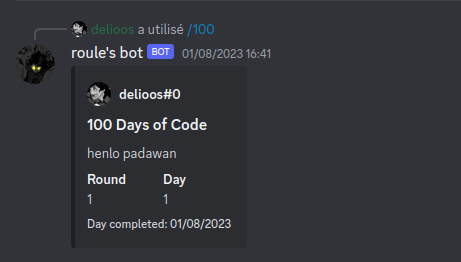 delioos a utilisé /100
roule's bot BOT 01/08/2023 16:41
delioos#0
100 Days of Code
henlo padawan
Round Day
1 1
Day completed: 01/08/2023